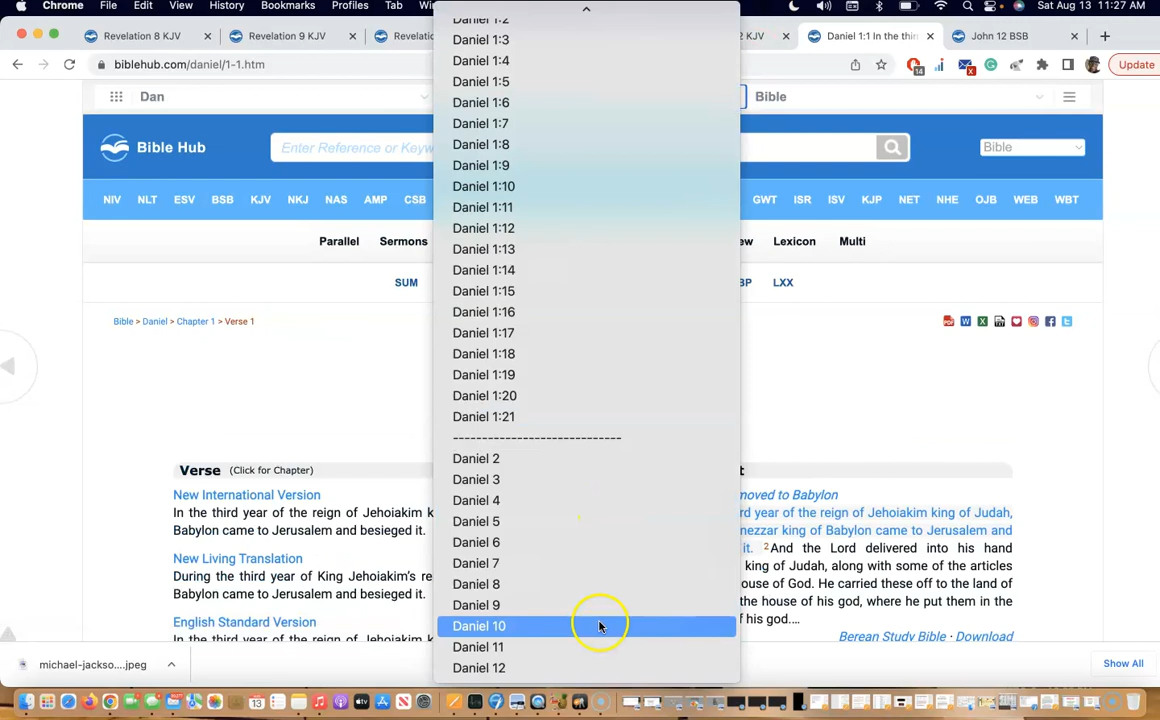 Chrome File Edit View History Bookmarks Profiles Tab Sat Aug 13 11:27 AM
Revelation 8 KJV
Revelation 9 KJV
KJV
Daniel 1:1 In the thir
John 12 BSB
biblehub.com/daniel/1-1.htm
14
Update
Dan
Bible
Bible Hub
Enter Reference or Keyw
Bible
NIV NLT ESV BSB KJV NKJ NAS AMP CSB GWT ISR ISV KJP NET NHE OJB WEB WBT
Parallel Sermons Lexicon Multi
SUM LXX
Bible > Daniel > Chapter 1 > Verse 1
Daniel 1:2
Daniel 1:3
Daniel 1:4
Daniel 1:5
Daniel 1:6
Daniel 1:7
Daniel 1:8
Daniel 1:9
Daniel 1:10
Daniel 1:11
Daniel 1:12
Daniel 1:13
Daniel 1:14
Daniel 1:15
Daniel 1:16
Daniel 1:17
Daniel 1:18
Daniel 1:19
Daniel 1:20
Daniel 1:21
-----------------------------
Daniel 2
Daniel 3
Daniel 4
Daniel 5
Daniel 6
Daniel 7
Daniel 8
Daniel 9
Daniel 10
Daniel 11
Daniel 12
Verse (Click for Chapter)
New International Version
In the third year of the reign of Jehoiakim k
Babylon came to Jerusalem and besieged it.
New Living Translation
During the third year of King Jehoiakim's re
Babylon came to Jerusalem and besieged it.
English Standard Version
moved to Babylon
rd year of the reign of Jehoiakim king of Judah,
nezzar king of Babylon came to Jerusalem and
it. 2And the Lord delivered into his hand
king of Judah, along with some of the articles
ouse of God. He carried these off to the land of
the house of his god, where he put them in the
f his god.…
Berean Study Bible · Download
michael-jackso....jpeg
Show All